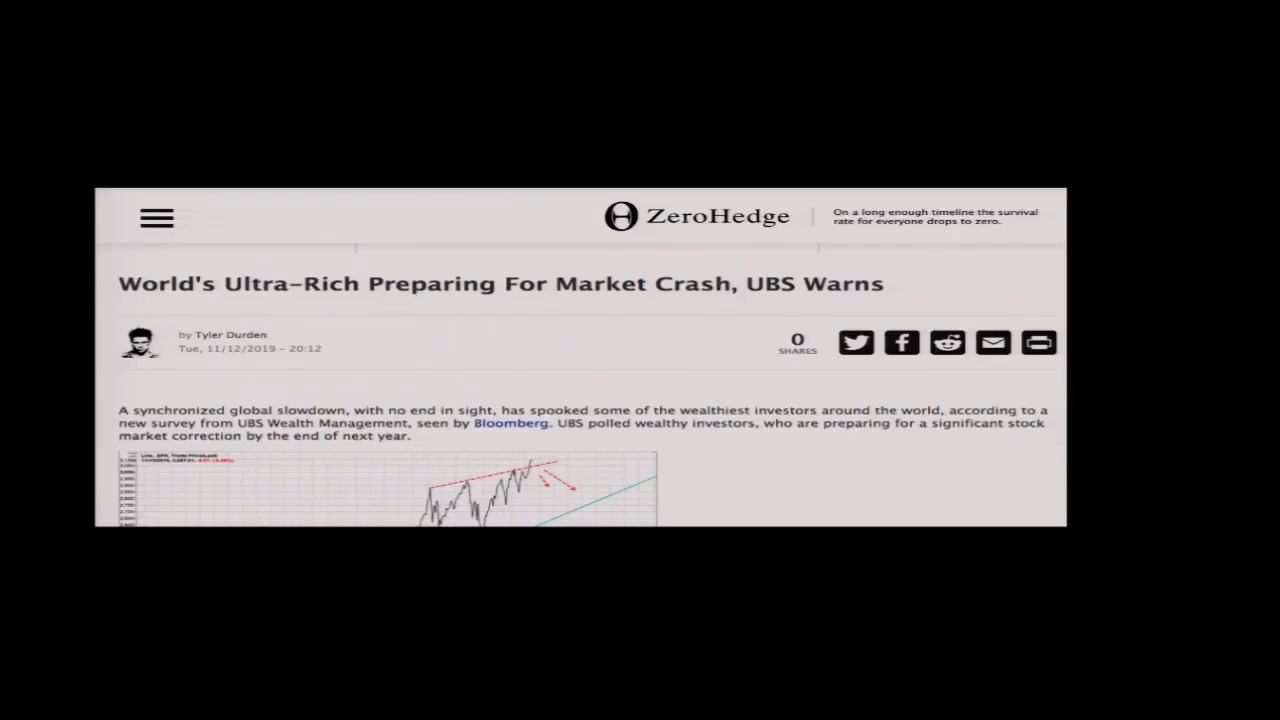 ZeroHedge
On a long enough timeline the survival
rate for everyone drops to zero.
World's Ultra-Rich Preparing For Market Crash, UBS Warns
by Tyler Durden
Tue, 11/12/2019 - 20:12
0
SHARES
A synchronized global slowdown, with no end in sight, has spooked some of the wealthiest investors around the world, according to a
new survey from UBS Wealth Management, seen by Bloomberg. UBS polled wealthy investors, who are preparing for a significant stock
market correction by the end of next year.